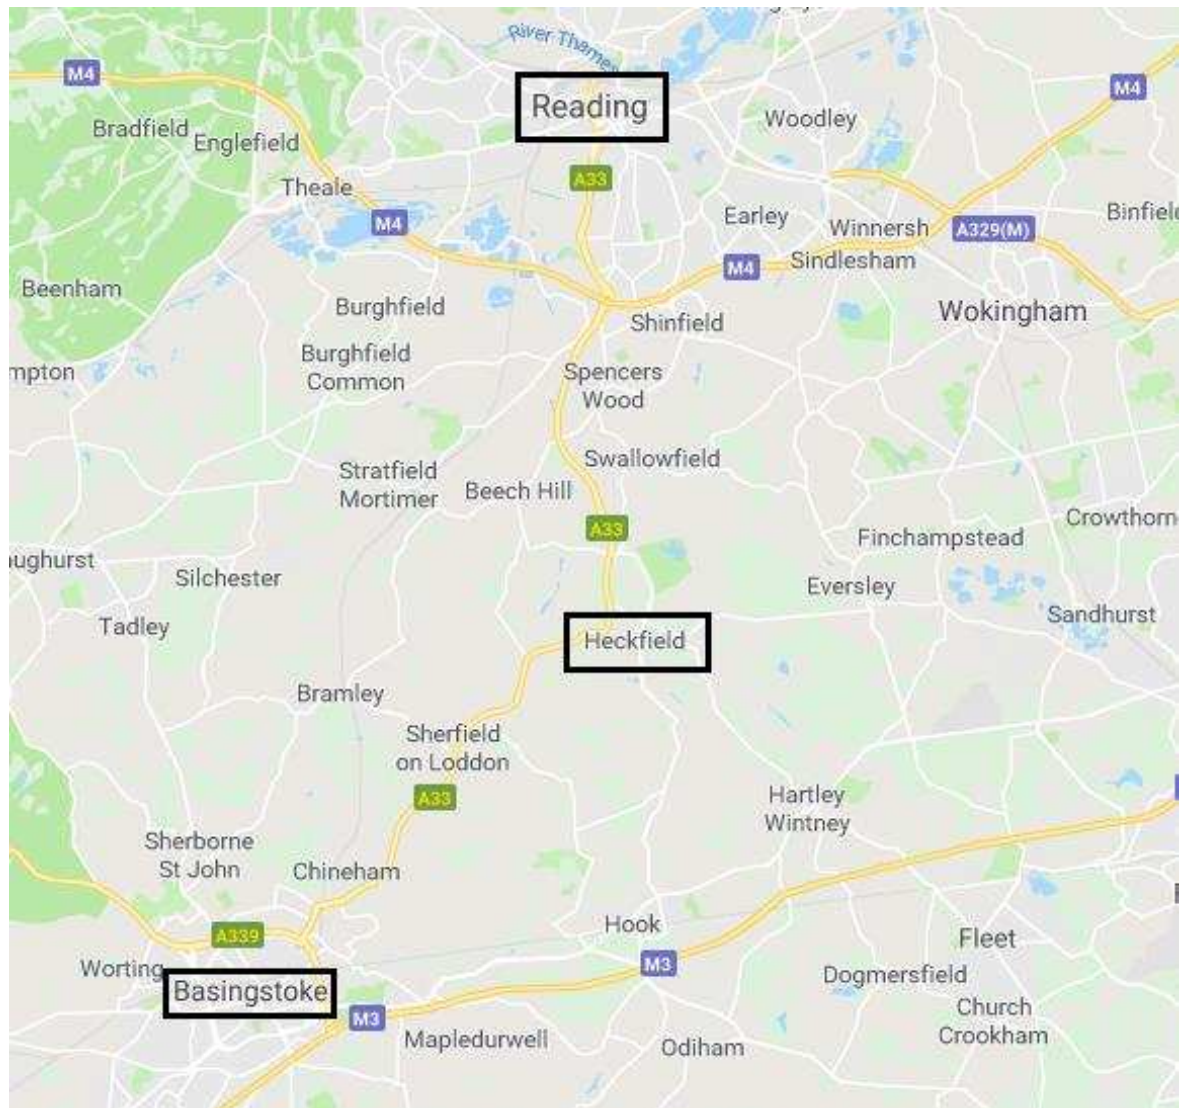 River Thames
M4
Reading
M4
Bradfield
Woodley
Englefield
Theale
A33
M4
Earley
Winnersh
A329(M)
Binfield
M4
Sindlesham
Beenham
Burghfield
Shinfield
Wokingham
Burghfield
Common
mpton
Spencers
Wood
Swallowfield
Stratfield
Mortimer
Beech Hill
Crowthorn
A33
Finchampstead
ughurst
Silchester
Eversley
Sandhurst
Tadley
Heckfield
Bramley
Sherfield
on Loddon
A33
Hartley
Wintney
Sherborne
St John
Chineham
Hook
A339
Fleet
Worting
M3
Dogmersfield
Basingstoke
M3
Church
Crookham
Mapledurwell
Odiham